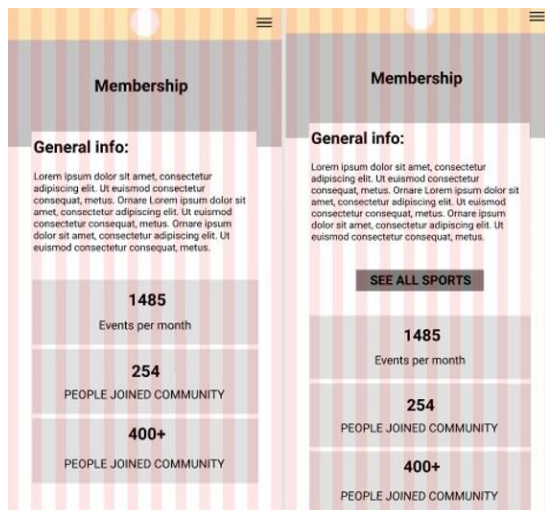 Membership
General info:
Lorem ipsum dolor sit amet, consectetur
adipiscing elit. Ut euismod consectetur
consequat, metus. Ornare Lorem ipsum dolor sit
amet, consectetur adipiscing elit. Ut euismod
consectetur consequat, metus. Ornare ipsum
dolor sit amet, consectetur adipiscing elit. Ut
euismod consectetur consequat, metus.
1485
Events per month
254
PEOPLE JOINED COMMUNITY
400+
PEOPLE JOINED COMMUNITY
Membership
General info:
Lorem ipsum dolor sit amet, consectetur
adipiscing elit. Ut euismod consectetur
consequat, metus. Ornare Lorem ipsum dolor sit
amet, consectetur adipiscing elit. Ut euismod
consectetur consequat, metus. Ornare ipsum
dolor sit amet, consectetur adipiscing elit. Ut
euismod consectetur consequat, metus.
SEE ALL SPORTS
1485
Events per month
254
PEOPLE JOINED COMMUNITY
400+
PEOPLE JOINED COMMUNITY